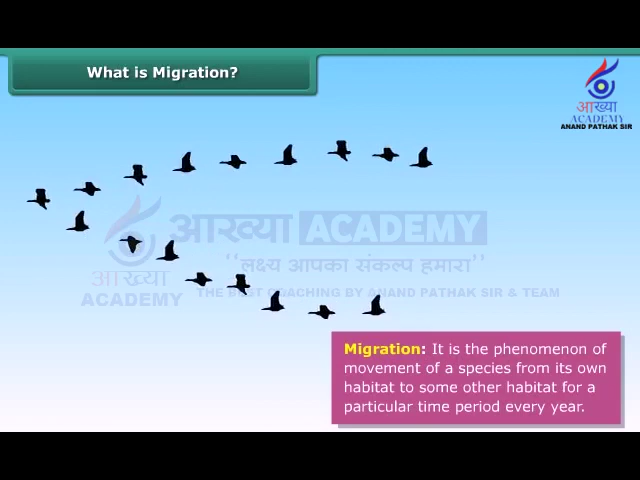 What is Migration?
आख्या
ACADEMY
ANAND PATHAK SIR
आख्या ACADEMY
''लक्ष्य आपका संकल्प हमारा''
आख्या
ACADEMY
THE BEST COACHING BY ANAND PATHAK SIR & TEAM
Migration: It is the phenomenon of
movement of a species from its own
habitat to some other habitat for a
particular time period every year.